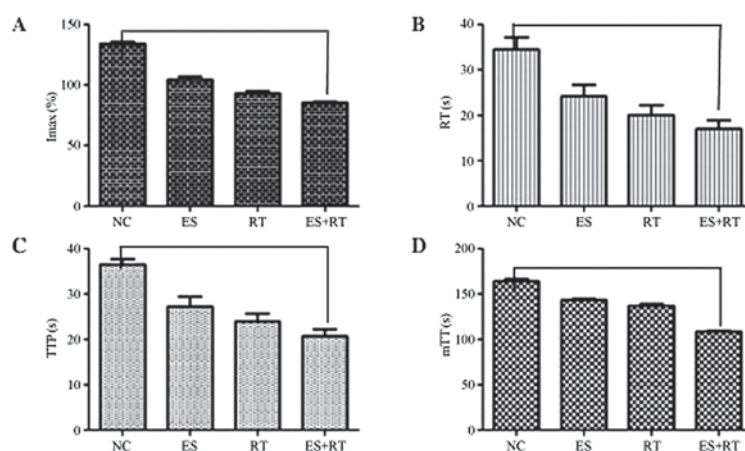 A
150
100
50
0
Imax (%)
NC ES RT ES+RT
B
40
30
20
10
0
RT (s)
NC ES RT ES+RT
C
40
30
20
10
0
TTP (s)
NC ES RT ES+RT
D
200
150
100
50
0
mTT (s)
NC ES RT ES+RT